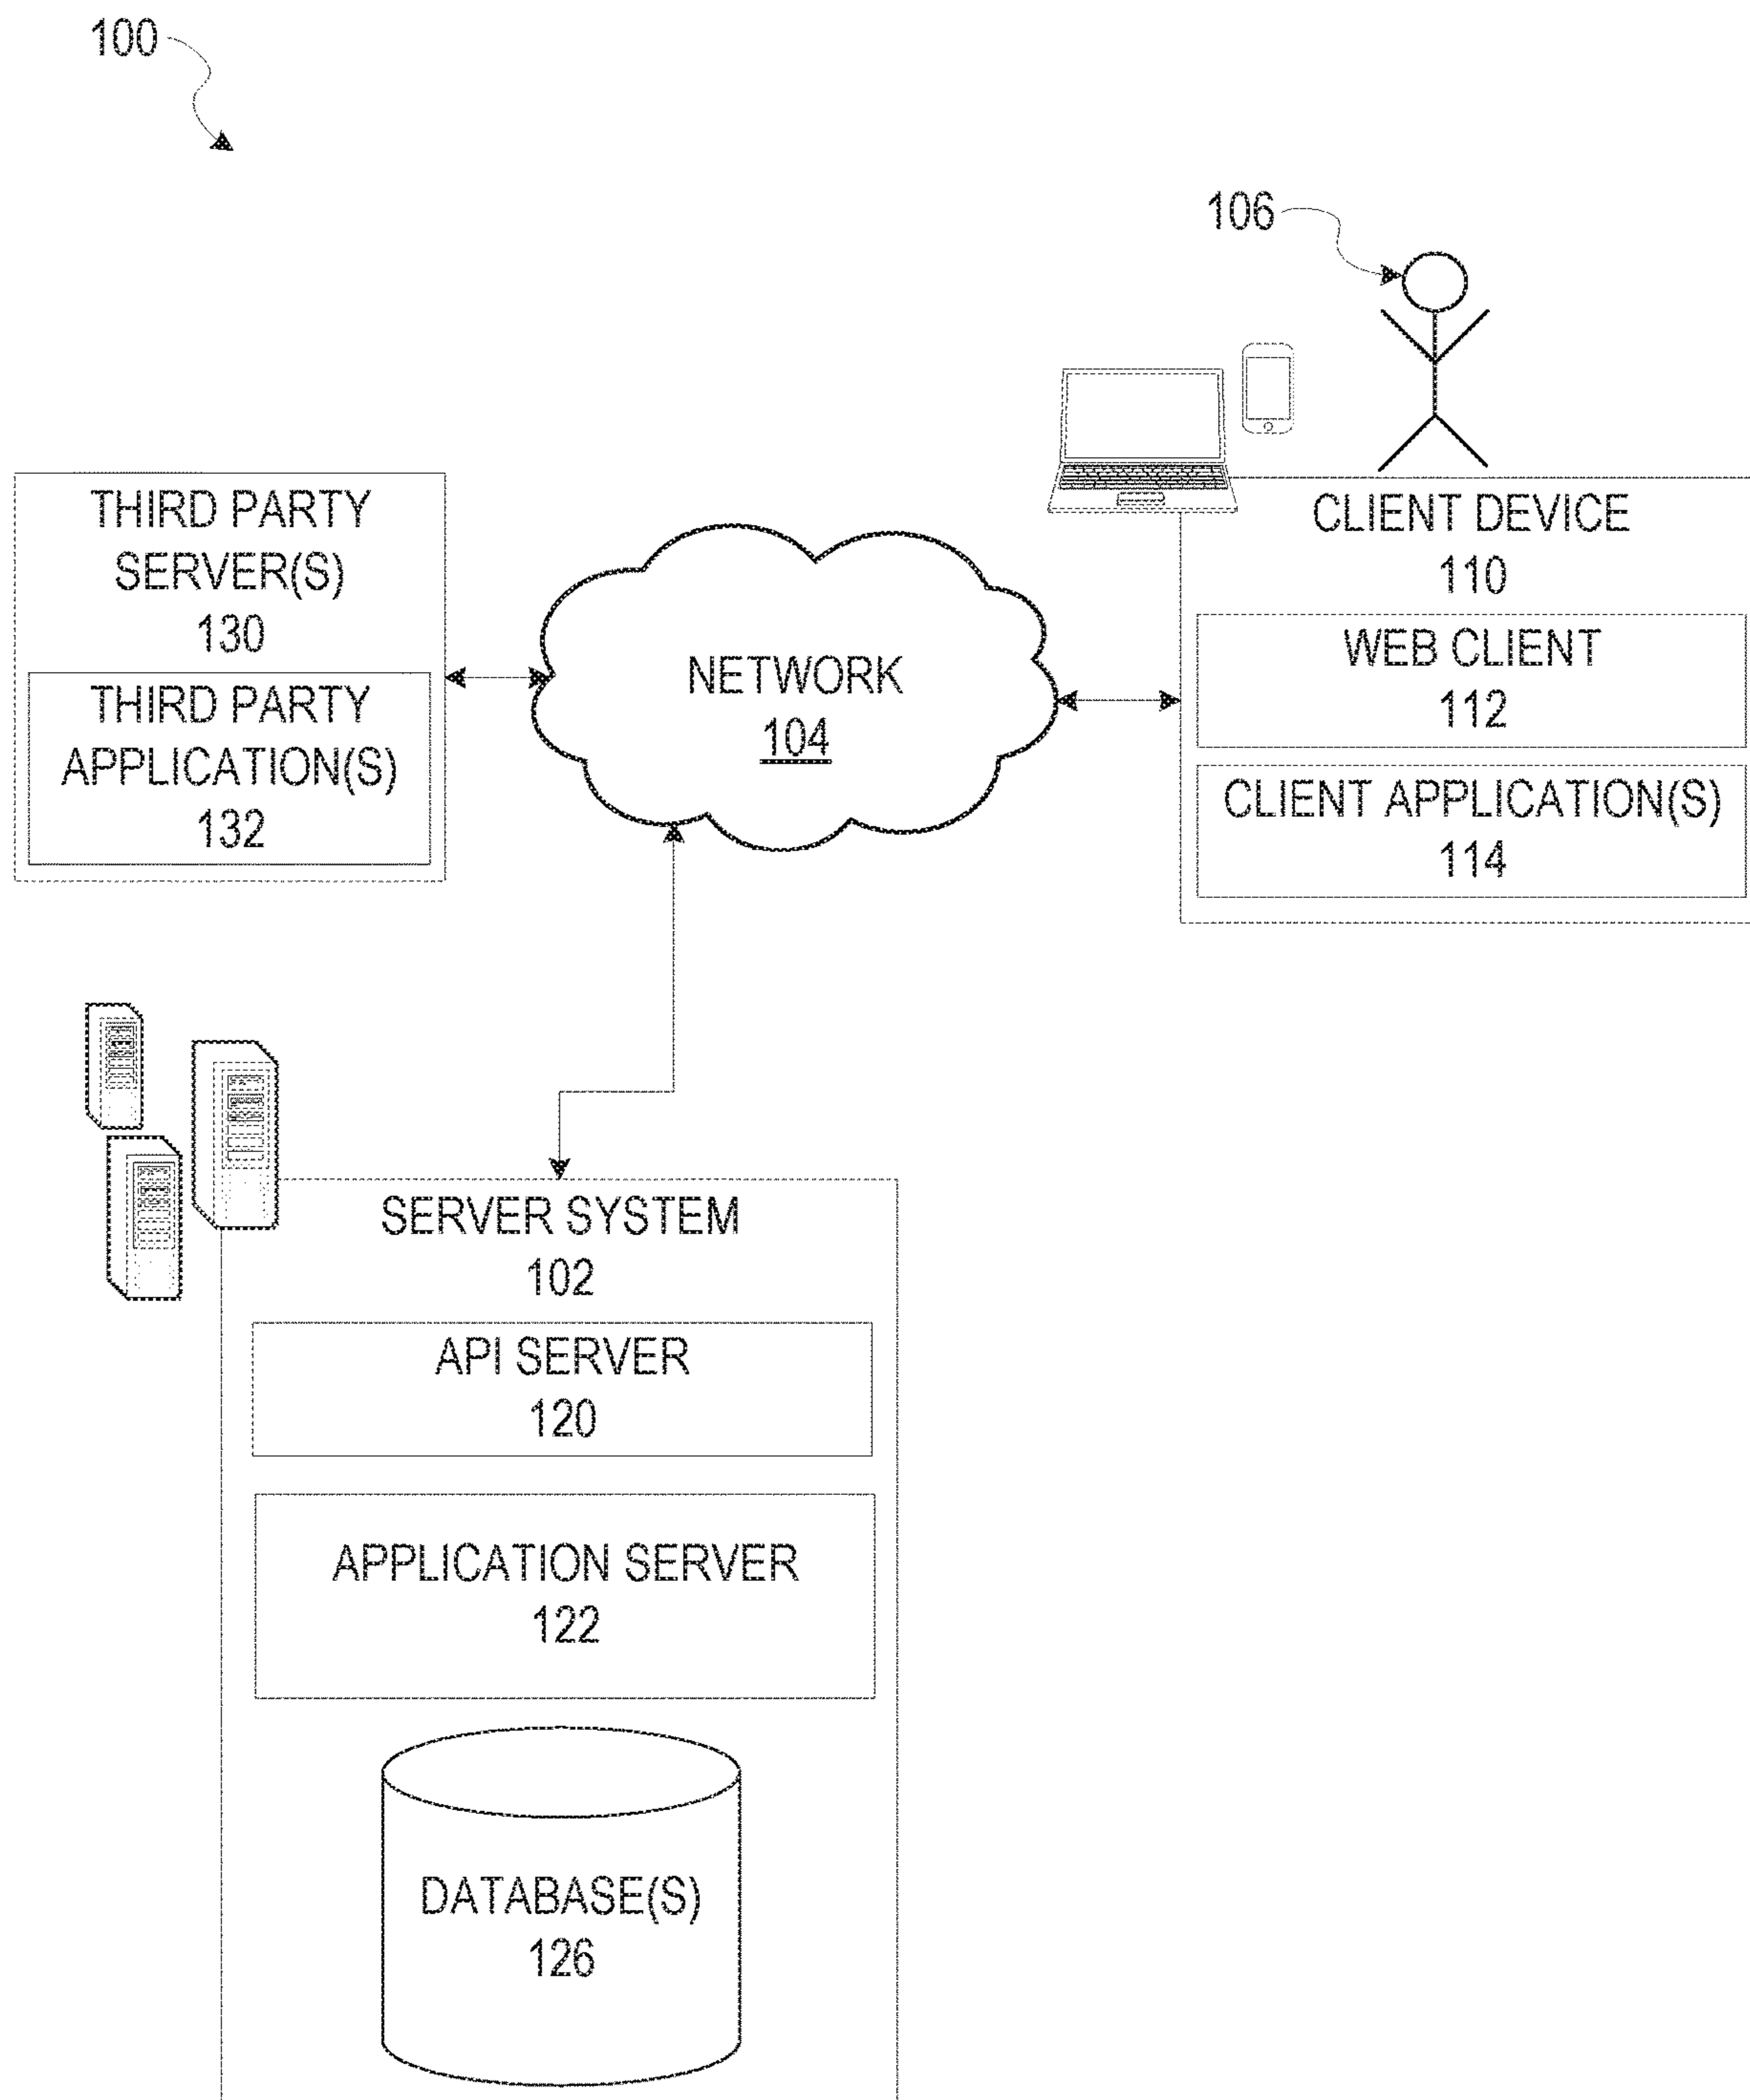 100
106
THIRD PARTY
SERVER(S)
130
THIRD PARTY
APPLICATION(S)
132
NETWORK
104
CLIENT DEVICE
110
WEB CLIENT
112
CLIENT APPLICATION(S)
114
SERVER SYSTEM
102
API SERVER
120
APPLICATION SERVER
122
DATABASE(S)
126